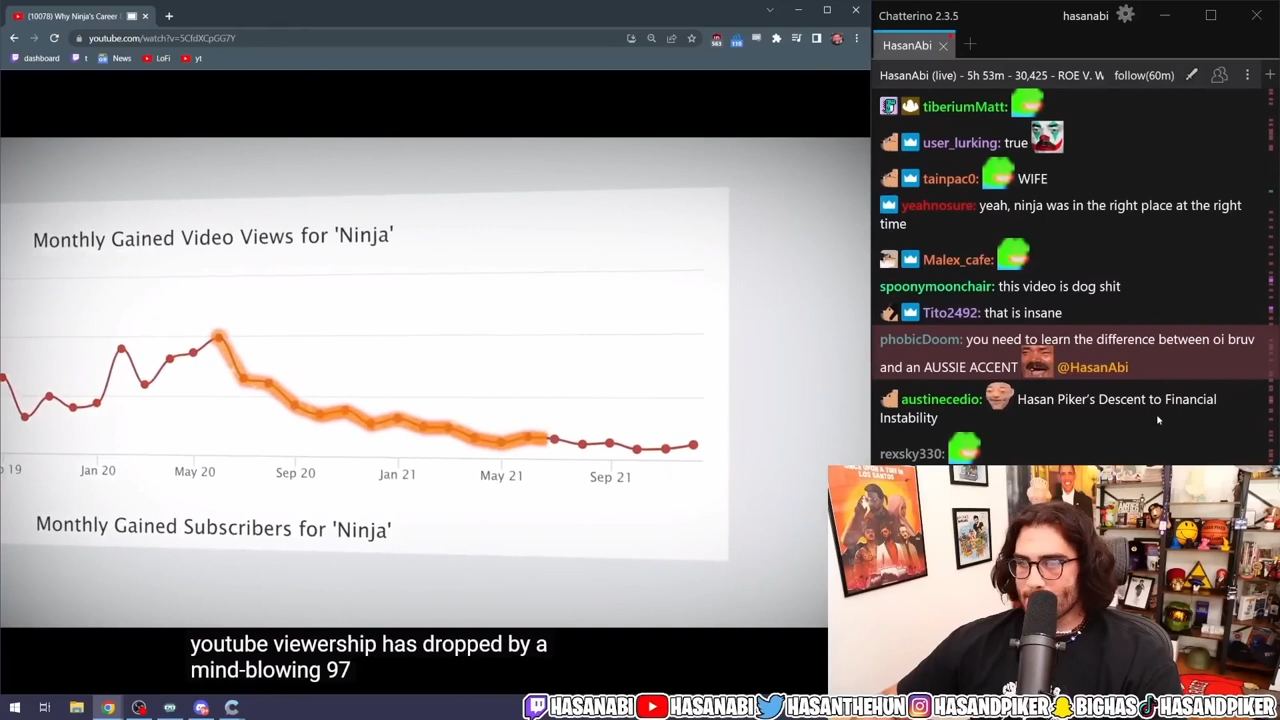 (10078) Why Ninja's Career
youtube.com/watch?v=5CfdXCpGG7Y
dashboard
t
News
LoFi
yt
Monthly Gained Video Views for 'Ninja'
19
Jan 20
May 20
Sep 20
Jan 21
May 21
Sep 21
Monthly Gained Subscribers for 'Ninja'
youtube viewership has dropped by a
mind-blowing 97
Chatterino 2.3.5
hasanabi
HasanAbi
HasanAbi (live) - 5h 53m - 30,425 - ROE V. W
follow(60m)
tiberiumMatt:
user_lurking: true
tainpac0: WIFE
yeahnosure: yeah, ninja was in the right place at the right
time
Malex_cafe:
spoonymoonchair: this video is dog shit
Tito2492: that is insane
phobicDoom: you need to learn the difference between oi bruv
and an AUSSIE ACCENT @HasanAbi
austinecedio: Hasan Piker's Descent to Financial
Instability
rexsky330:
LOS SANTOS
HASANABI HASANABI HASANTHEHUN HASANDPIKER BIGHAS HASANDPIKER